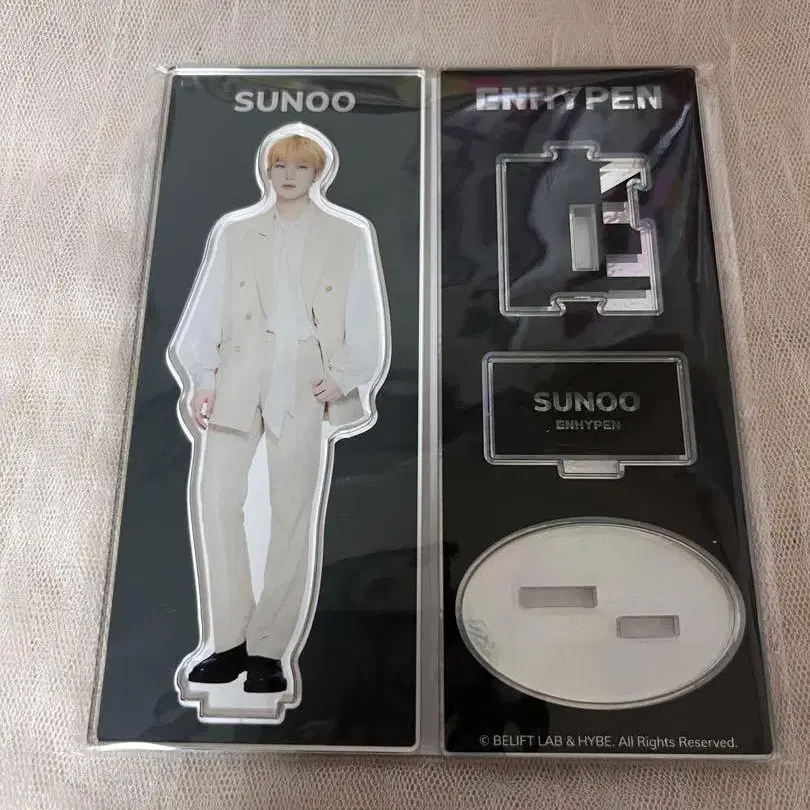 SUNOO
ENHYPEN
SUNOO
ENHYPEN
© BELIFT LAB & HYBE. All Rights Reserved.